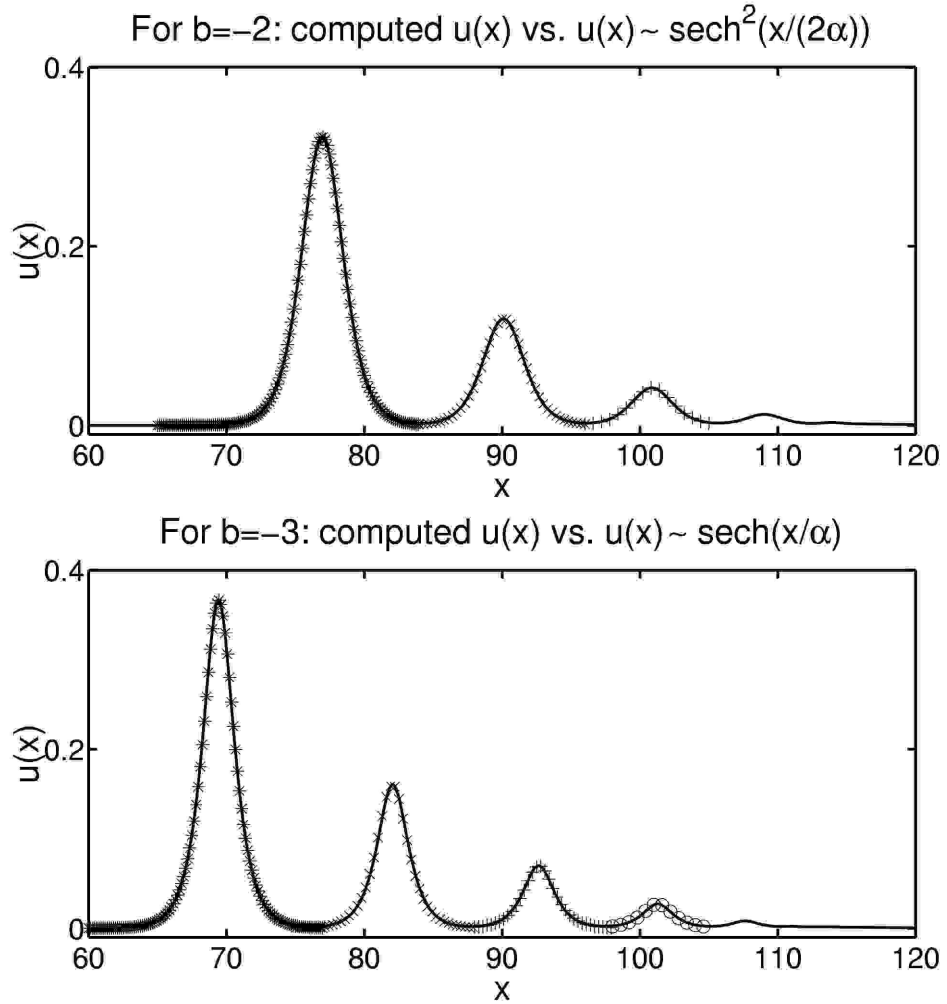 For b=−2: computed u(x) vs. u(x) ~ sech²(x/(2α))
0.4
0.2
0
u(x)
60 70 80 90 100 110 120
x
For b=−3: computed u(x) vs. u(x) ~ sech(x/α)
0.4
0.2
0
u(x)
60 70 80 90 100 110 120
x